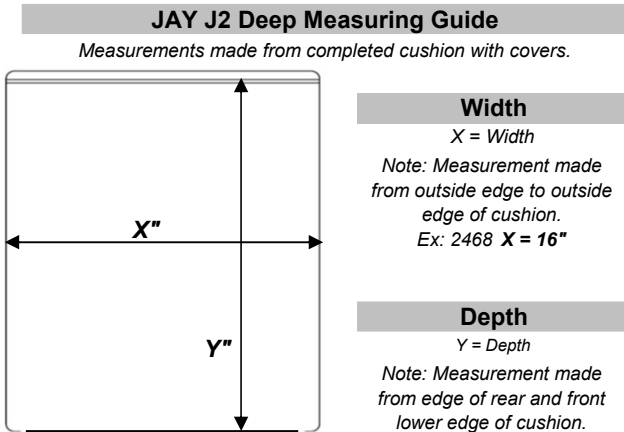 JAY J2 Deep Measuring Guide
Measurements made from completed cushion with covers.
Width
X = Width
Note: Measurement made
from outside edge to outside
edge of cushion.
Ex: 2468 X = 16"
X"
Depth
Y = Depth
Y"
Note: Measurement made
from edge of rear and front
lower edge of cushion.